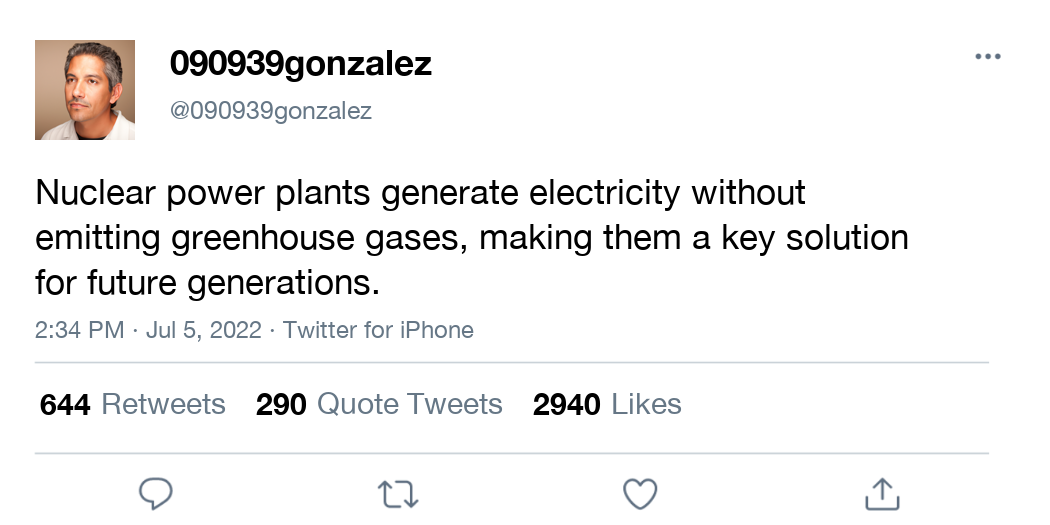 090939gonzalez
@090939gonzalez
Nuclear power plants generate electricity without
emitting greenhouse gases, making them a key solution
for future generations.
2:34 PM · Jul 5, 2022 · Twitter for iPhone
644 Retweets 290 Quote Tweets 2940 Likes